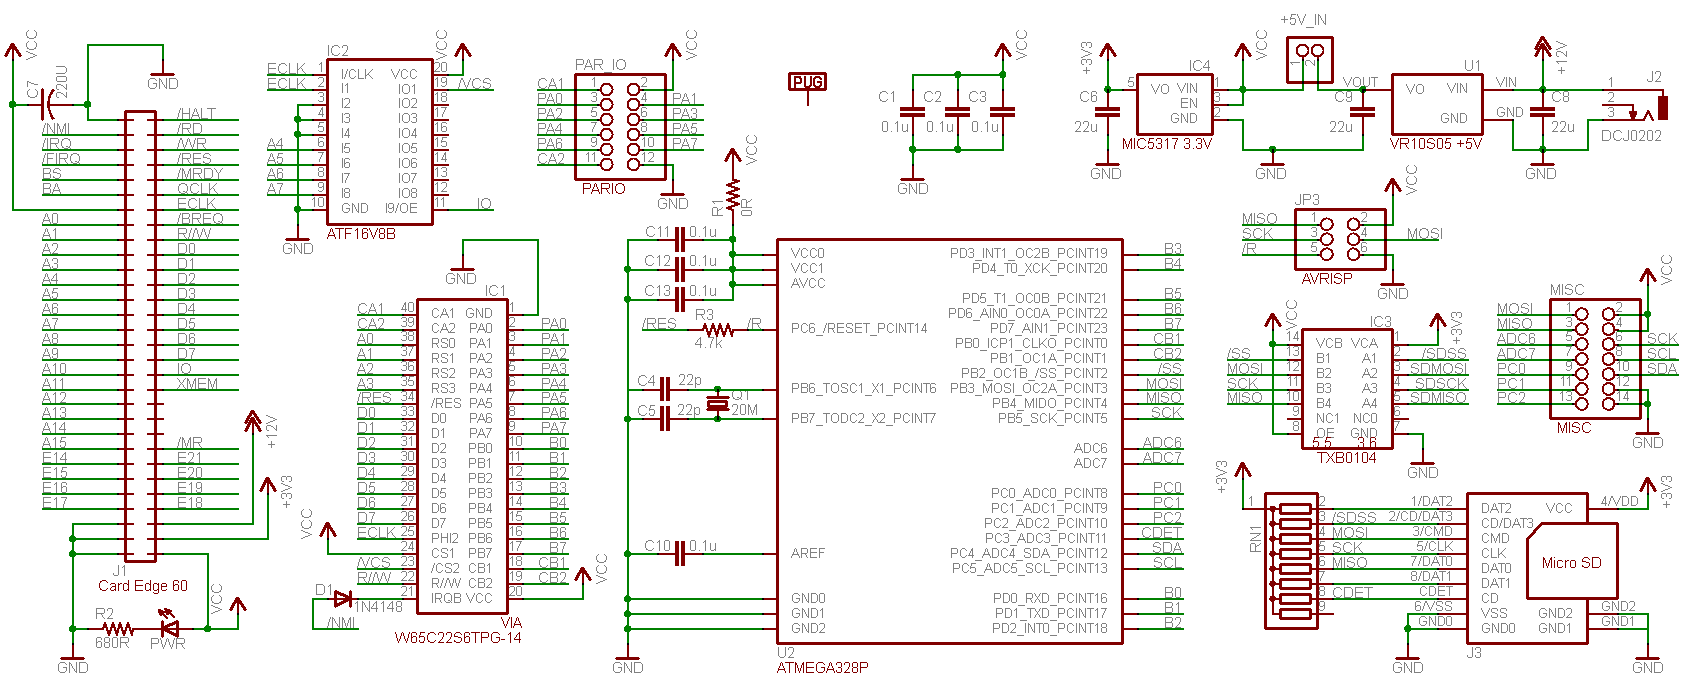 VCC
C7
220U
GND
/HALT
/NMI
/RD
/IRQ
/WR
/FIRQ
/RES
BS
/MRDY
BA
QCLK
ECLK
A0
/BREQ
A1
R//W
A2
D0
A3
D1
A4
D2
A5
D3
A6
D4
A7
D5
A8
D6
A9
D7
A10
IO
A11
XMEM
A12
A13
A14
A15
/MR
E14
E21
E15
E20
E16
E19
E17
E18
+12V
+3V3
J1
Card Edge 60
R2
680R
PWR
VCC
GND
IC2
VCC
ECLK 1 I/CLK VCC 20
ECLK 2 I1 IO1 19 /VCS
3 I2 IO2 18
4 I3 IO3 17
5 I4 IO4 16
A4 6 I5 IO5 15
A5 7 I6 IO6 14
A6 8 I7 IO7 13
A7 9 I8 IO8 12
10 GND I9/OE 11 IO
ATF16V8B
GND
GND
IC1
CA1 40 CA1 GND 1
CA2 39 CA2 PA0 2 PA0
A0 38 RS0 PA1 3 PA1
A1 37 RS1 PA2 4 PA2
A2 36 RS2 PA3 5 PA3
A3 35 RS3 PA4 6 PA4
/RES 34 /RES PA5 7 PA5
D0 33 D0 PA6 8 PA6
D1 32 D1 PA7 9 PA7
D2 31 D2 PB0 10 B0
D3 30 D3 PB1 11 B1
D4 29 D4 PB2 12 B2
D5 28 D5 PB3 13 B3
D6 27 D6 PB4 14 B4
D7 26 D7 PB5 15 B5
ECLK 25 PHI2 PB6 16 B6
VCC 24 CS1 PB7 17 B7
/VCS 23 /CS2 CB1 18 CB1
R//W 22 R//W CB2 19 CB2
21 IRQB VCC 20
VCC
D1
1N4148
/NMI
VIA
W65C22S6TPG-14
PAR_IO
VCC
CA1 1 2
PA0 3 4 PA1
PA2 5 6 PA3
PA4 7 8 PA5
PA6 9 10 PA7
CA2 11 12
PARIO
GND
PUG
VCC
C1 C2 C3
0.1u 0.1u 0.1u
GND
VCC
R1
0R
C11 0.1u
C12 0.1u
C13 0.1u
/RES R3 /R
4.7k
C4 22p
C5 22p
Q1
20M
C10 0.1u
GND
VCC0 PD3_INT1_OC2B_PCINT19 B3
VCC1 PD4_T0_XCK_PCINT20 B4
AVCC
PD5_T1_OC0B_PCINT21 B5
PD6_AIN0_OC0A_PCINT22 B6
PC6_/RESET_PCINT14 PD7_AIN1_PCINT23 B7
PB0_ICP1_CLKO_PCINT0 CB1
PB1_OC1A_PCINT1 CB2
PB2_OC1B_/SS_PCINT2 /SS
PB6_TOSC1_X1_PCINT6 PB3_MOSI_OC2A_PCINT3 MOSI
PB4_MIDO_PCINT4 MISO
PB7_TODC2_X2_PCINT7 PB5_SCK_PCINT5 SCK
ADC6 ADC6
ADC7 ADC7
PC0_ADC0_PCINT8 PC0
PC1_ADC1_PCINT9 PC1
PC2_ADC2_PCINT10 PC2
PC3_ADC3_PCINT11 CDET
AREF PC4_ADC4_SDA_PCINT12 SDA
PC5_ADC5_SCL_PCINT13 SCL
GND0 PD0_RXD_PCINT16 B0
GND1 PD1_TXD_PCINT17 B1
GND2 PD2_INT0_PCINT18 B2
U2
ATMEGA328P
+3V3
C6
22u
GND
IC4
5 VO VIN 1
EN 3
GND 2
MIC5317 3.3V
VCC
+5V_IN
1 2
VOUT
C9
22u
GND
U1
VO VIN VIN
GND GND
VR10S05 +5V
+12V
C8
22u
GND
J2
1
2
3
DCJ0202
JP3
VCC
MISO 1 2
SCK 3 4 MOSI
/R 5 6
AVRISP
GND
VCC
IC3
+3V3
14 VCB VCA 1
/SS 13 B1 A1 2 /SDSS
MOSI 12 B2 A2 3 SDMOSI
SCK 11 B3 A3 4 SDSCK
MISO 10 B4 A4 5 SDMISO
9 NC1 NC0 6
8 OE GND 7
5.5 3.6
TXB0104
GND
MISC
VCC
MOSI 1 2
MISO 3 4
ADC6 5 6 SCK
ADC7 7 8 SCL
PC0 9 10 SDA
PC1 11 12
PC2 13 14
MISC
GND
+3V3
RN1
1 2
3 /SDSS
4 MOSI
5 SCK
6 MISO
7
8 CDET
9
1/DAT2 DAT2
2/CD/DAT3 CD/DAT3
3/CMD CMD
5/CLK CLK
7/DAT0 DAT0
8/DAT1 DAT1
CDET CD
6/VSS VSS
GND0 GND0
VCC 4/VDD
+3V3
Micro SD
GND2 GND2
GND1 GND1
J3
GND
GND